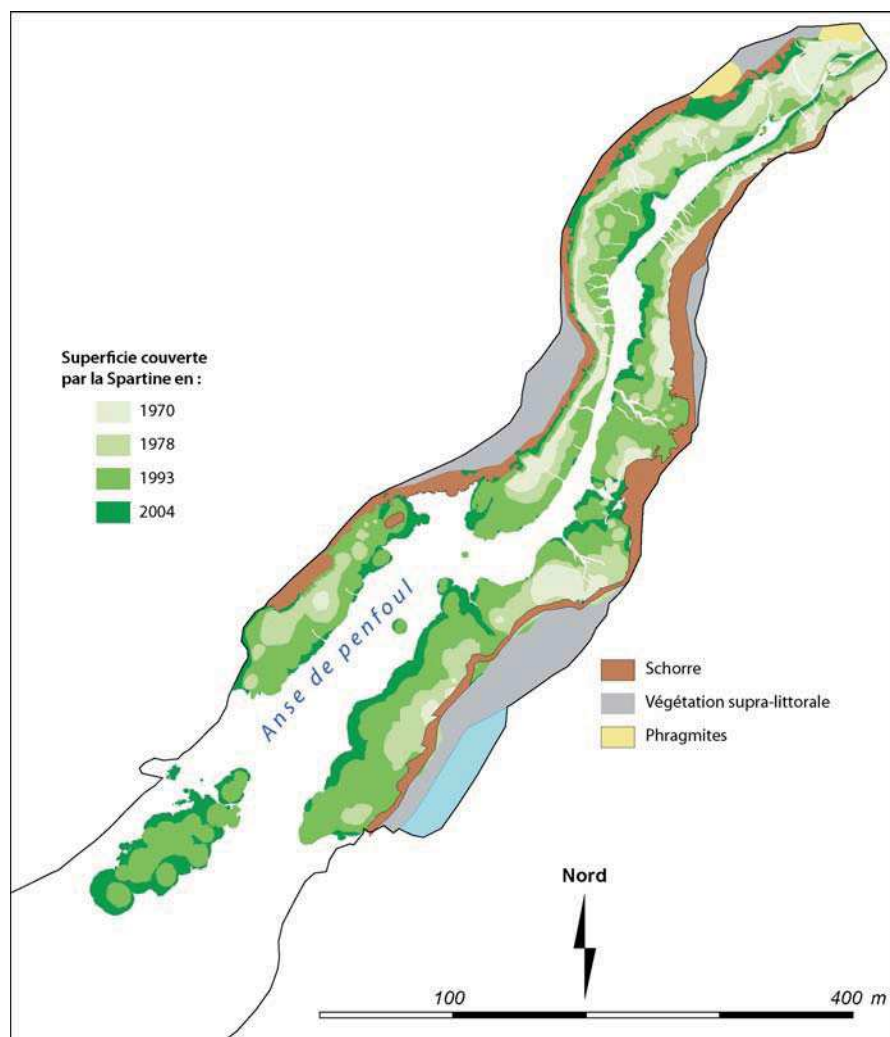 Superficie couverte
par la Spartine en :
1970
1978
1993
2004
Anse de penfoul
Schorre
Végétation supra-littorale
Phragmites
Nord
100 400 m